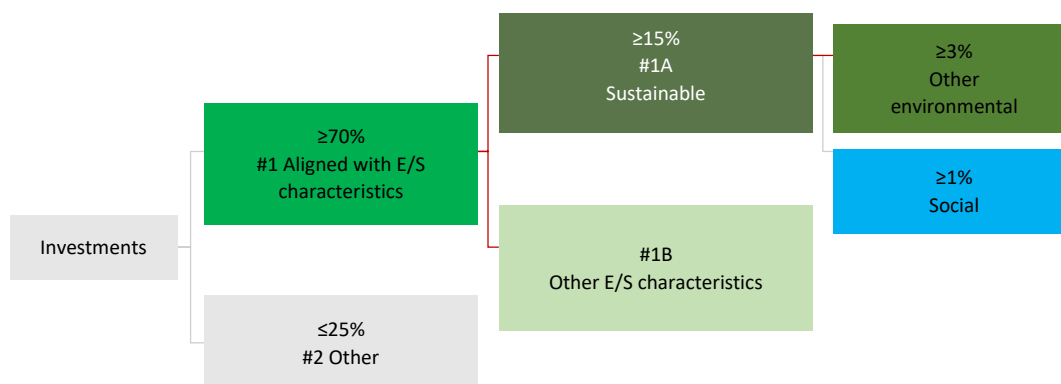 Investments
≥70%
#1 Aligned with E/S
characteristics
≤25%
#2 Other
≥15%
#1A
Sustainable
#1B
Other E/S characteristics
≥3%
Other
environmental
≥1%
Social